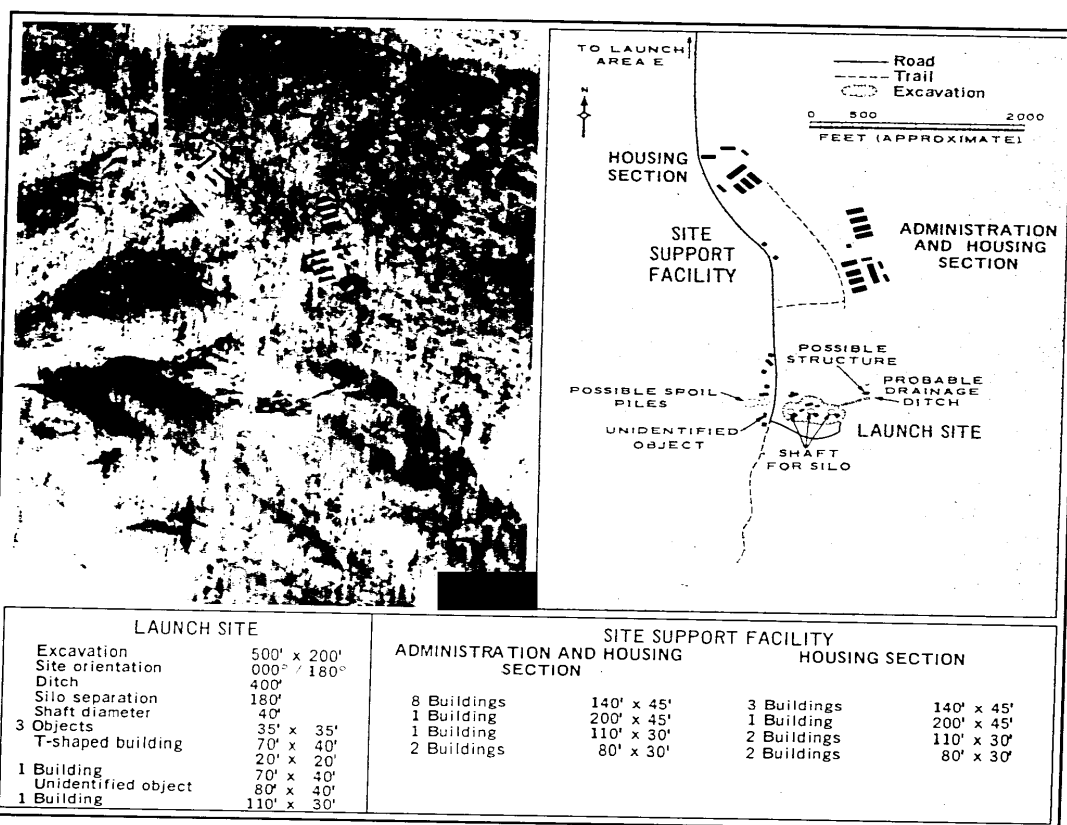 TO LAUNCH
AREA E
N
Road
Trail
Excavation
0 500 2000
FEET (APPROXIMATE)
HOUSING
SECTION
SITE
SUPPORT
FACILITY
ADMINISTRATION
AND HOUSING
SECTION
POSSIBLE
STRUCTURE
PROBABLE
DRAINAGE
DITCH
POSSIBLE SPOIL
PILES
UNIDENTIFIED
OBJECT
LAUNCH SITE
SHAFT
FOR SILO
LAUNCH SITE
Excavation 500' x 200'
Site orientation 000° / 180°
Ditch 400'
Silo separation 180'
Shaft diameter 40'
3 Objects 35' x 35'
T-shaped building 70' x 40'
20' x 20'
1 Building 70' x 40'
Unidentified object 80' x 40'
1 Building 110' x 30'
SITE SUPPORT FACILITY
ADMINISTRATION AND HOUSING
SECTION
8 Buildings 140' x 45'
1 Building 200' x 45'
1 Building 110' x 30'
2 Buildings 80' x 30'
HOUSING SECTION
3 Buildings 140' x 45'
1 Building 200' x 45'
2 Buildings 110' x 30'
2 Buildings 80' x 30'